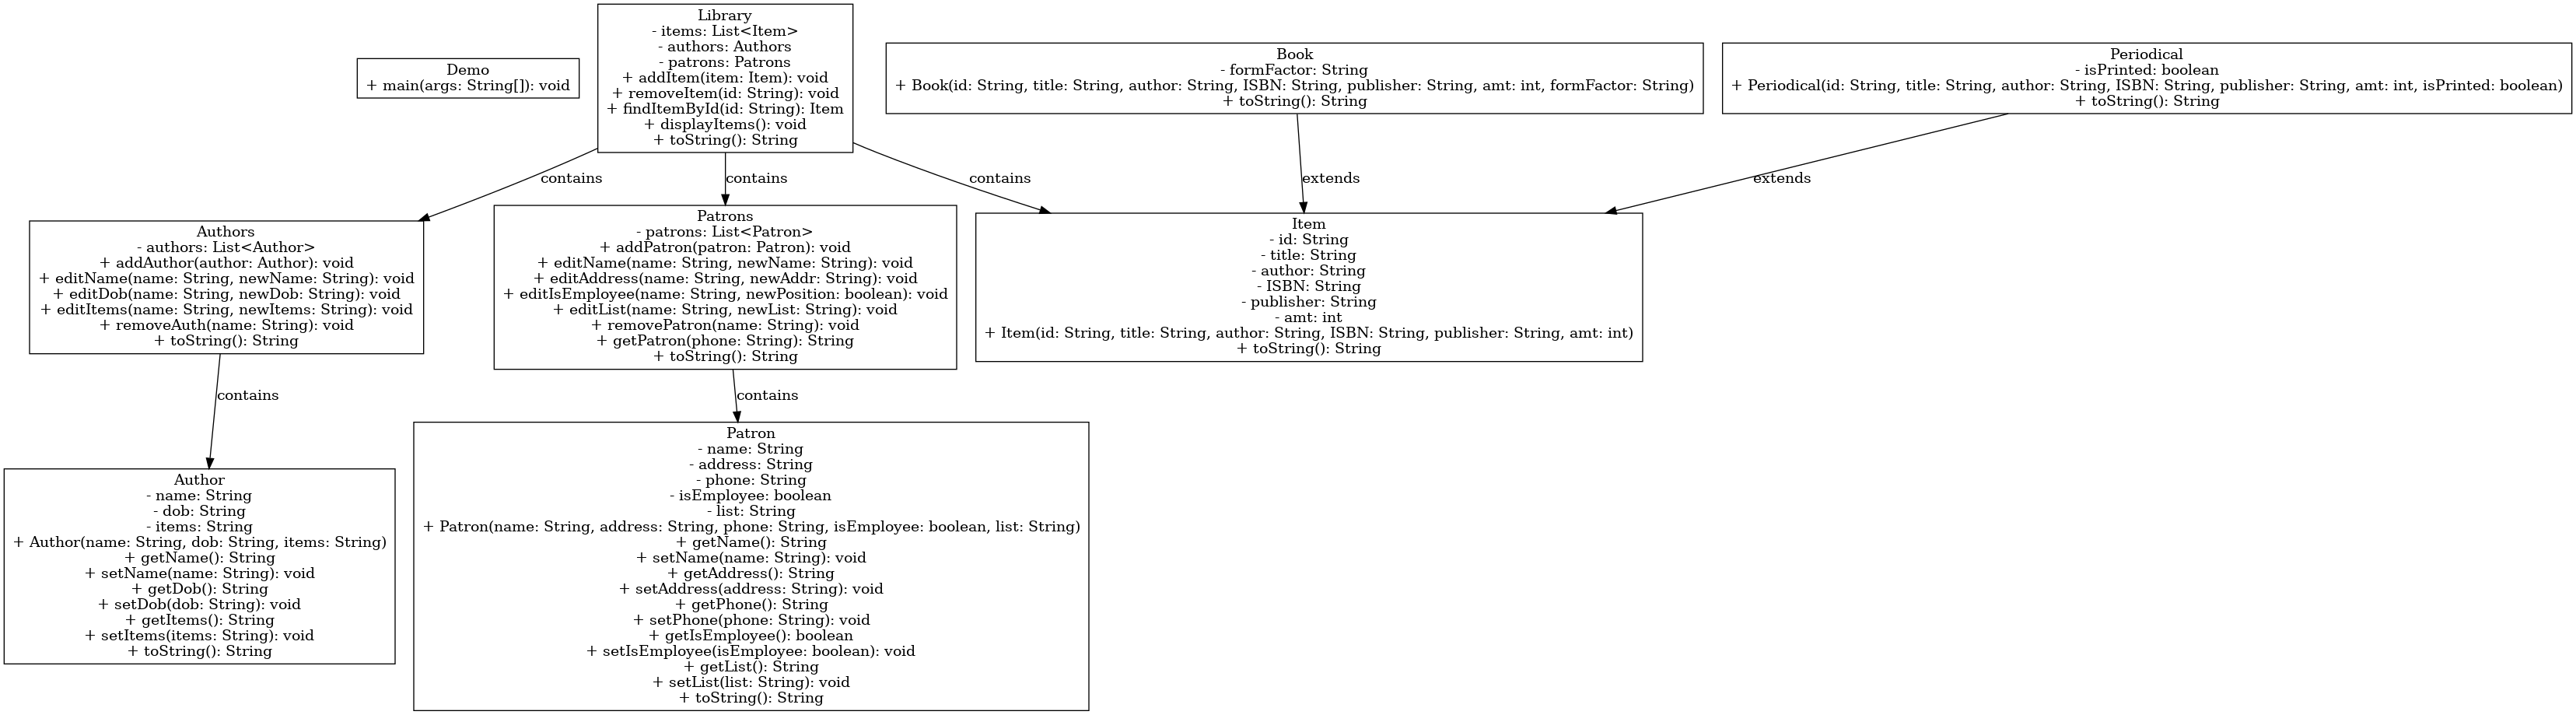 Demo
+ main(args: String[]): void
Library
- items: List<Item>
- authors: Authors
- patrons: Patrons
+ addItem(item: Item): void
+ removeItem(id: String): void
+ findItemById(id: String): Item
+ displayItems(): void
+ toString(): String
Book
- formFactor: String
+ Book(id: String, title: String, author: String, ISBN: String, publisher: String, amt: int, formFactor: String)
+ toString(): String
Periodical
- isPrinted: boolean
+ Periodical(id: String, title: String, author: String, ISBN: String, publisher: String, amt: int, isPrinted: boolean)
+ toString(): String
contains
contains
contains
extends
extends
Authors
- authors: List<Author>
+ addAuthor(author: Author): void
+ editName(name: String, newName: String): void
+ editDob(name: String, newDob: String): void
+ editItems(name: String, newItems: String): void
+ removeAuth(name: String): void
+ toString(): String
Patrons
- patrons: List<Patron>
+ addPatron(patron: Patron): void
+ editName(name: String, newName: String): void
+ editAddress(name: String, newAddr: String): void
+ editIsEmployee(name: String, newPosition: boolean): void
+ editList(name: String, newList: String): void
+ removePatron(name: String): void
+ getPatron(phone: String): String
+ toString(): String
Item
- id: String
- title: String
- author: String
- ISBN: String
- publisher: String
- amt: int
+ Item(id: String, title: String, author: String, ISBN: String, publisher: String, amt: int)
+ toString(): String
contains
contains
Author
- name: String
- dob: String
- items: String
+ Author(name: String, dob: String, items: String)
+ getName(): String
+ setName(name: String): void
+ getDob(): String
+ setDob(dob: String): void
+ getItems(): String
+ setItems(items: String): void
+ toString(): String
Patron
- name: String
- address: String
- phone: String
- isEmployee: boolean
- list: String
+ Patron(name: String, address: String, phone: String, isEmployee: boolean, list: String)
+ getName(): String
+ setName(name: String): void
+ getAddress(): String
+ setAddress(address: String): void
+ getPhone(): String
+ setPhone(phone: String): void
+ getIsEmployee(): boolean
+ setIsEmployee(isEmployee: boolean): void
+ getList(): String
+ setList(list: String): void
+ toString(): String